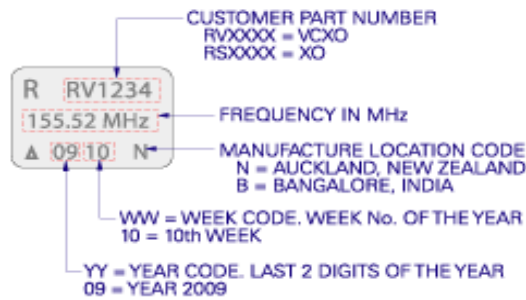 CUSTOMER PART NUMBER
RVXXXX = VCXO
RSXXXX = XO
R RV1234
155.52 MHz
FREQUENCY IN MHz
Δ 09 10 N
MANUFACTURE LOCATION CODE
N = AUCKLAND, NEW ZEALAND
B = BANGALORE, INDIA
WW = WEEK CODE. WEEK No. OF THE YEAR
10 = 10th WEEK
YY = YEAR CODE. LAST 2 DIGITS OF THE YEAR
09 = YEAR 2009